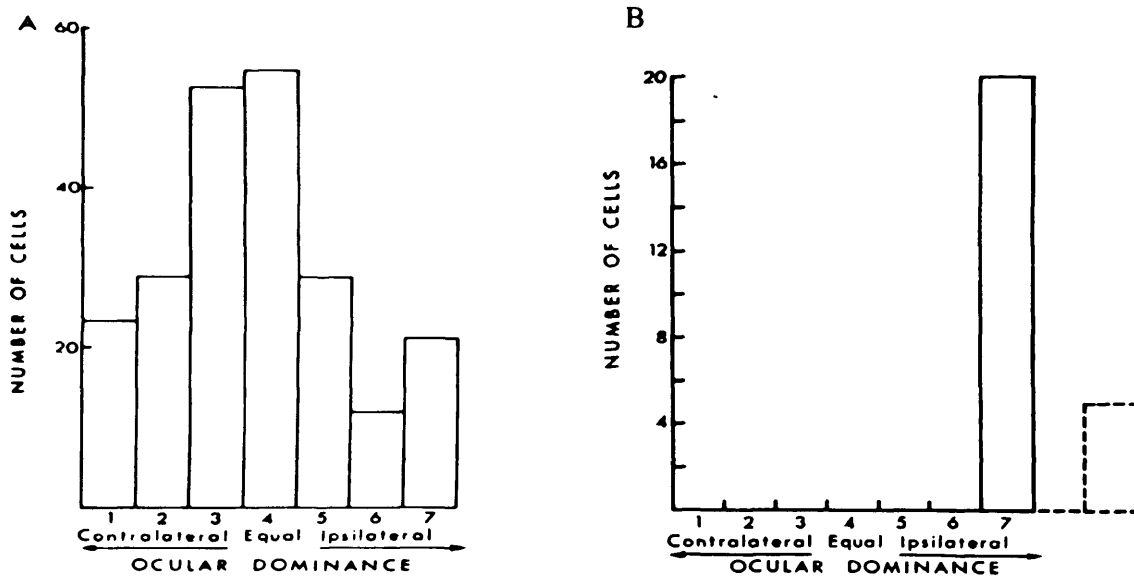 A
60
40
20
NUMBER OF CELLS
1 2 3 4 5 6 7
Contralateral Equal Ipsilateral
OCULAR DOMINANCE
B
20
16
12
8
4
NUMBER OF CELLS
1 2 3 4 5 6 7
Contralateral Equal Ipsilateral
OCULAR DOMINANCE